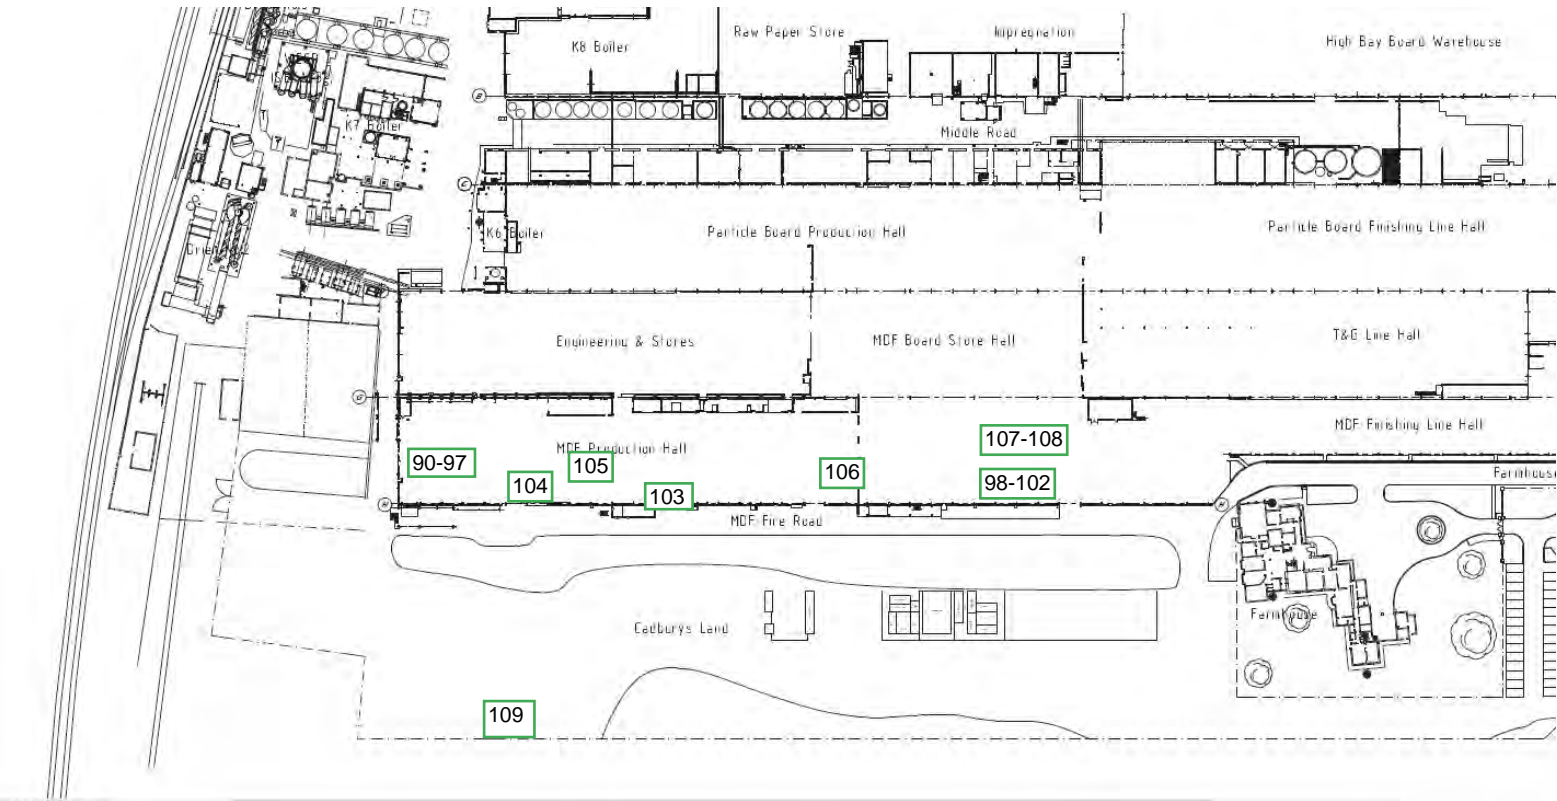 Raw Paper Store
Impregnation
K8 Boiler
High Bay Board Warehouse
K7 Boiler
Middle Road
K6 Boiler
Particle Board Production Hall
Particle Board Finishing Line Hall
Engineering & Stores
MDF Board Store Hall
T&G Line Hall
MDF Production Hall
MDF Finishing Line Hall
107-108
90-97
105
106
Farmhouse
104
103
98-102
MDF Fire Road
Cadburys Land
Farmhouse
109